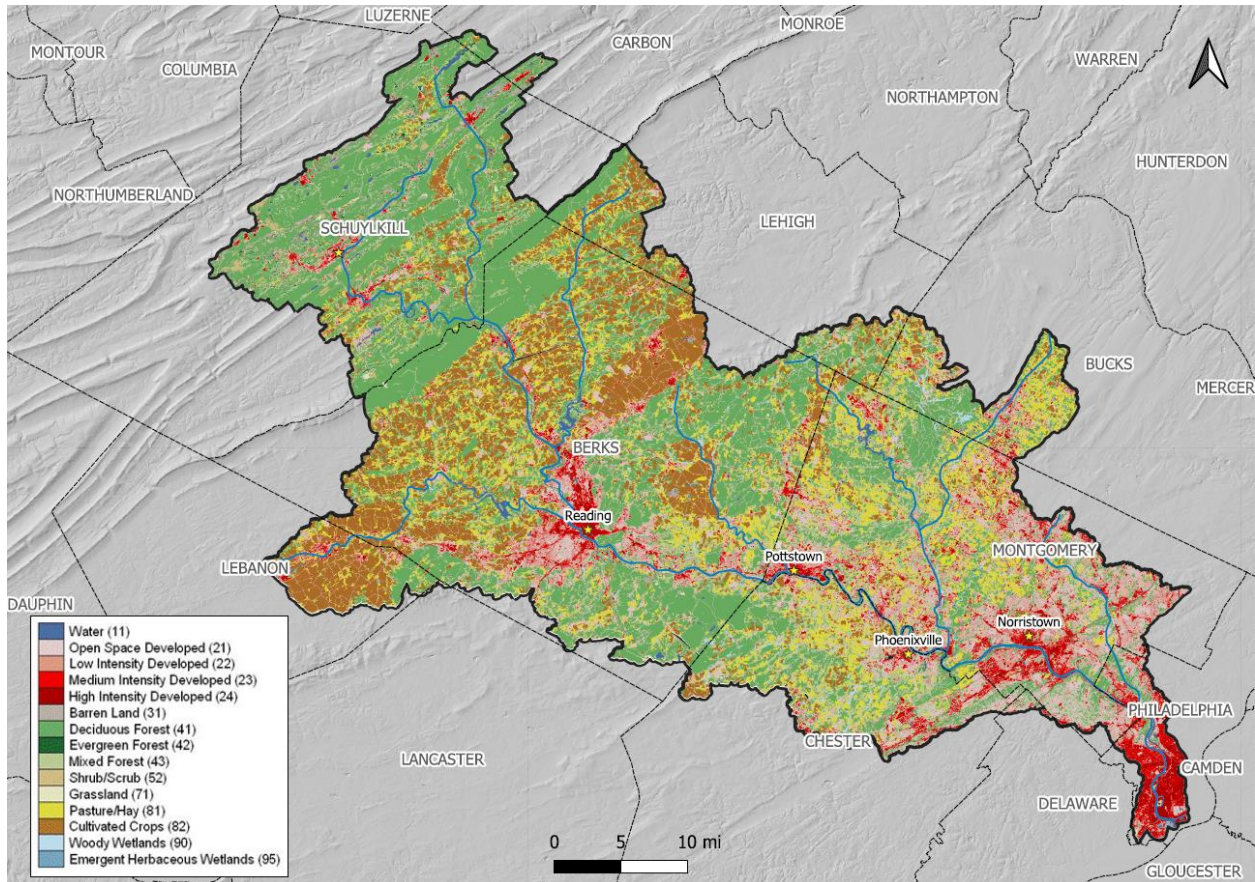 LUZERNE
MONROE
MONTOUR
CARBON
COLUMBIA
WARREN
NORTHAMPTON
HUNTERDON
NORTHUMBERLAND
LEHIGH
SCHUYLKILL
BUCKS
MERCER
BERKS
Reading
MONTGOMERY
Pottstown
LEBANON
DAUPHIN
Norristown
Phoenixville
PHILADELPHIA
CHESTER
LANCASTER
CAMDEN
DELAWARE
GLOUCESTER
Water (11)
Open Space Developed (21)
Low Intensity Developed (22)
Medium Intensity Developed (23)
High Intensity Developed (24)
Barren Land (31)
Deciduous Forest (41)
Evergreen Forest (42)
Mixed Forest (43)
Shrub/Scrub (52)
Grassland (71)
Pasture/Hay (81)
Cultivated Crops (82)
Woody Wetlands (90)
Emergent Herbaceous Wetlands (95)
0 5 10 mi